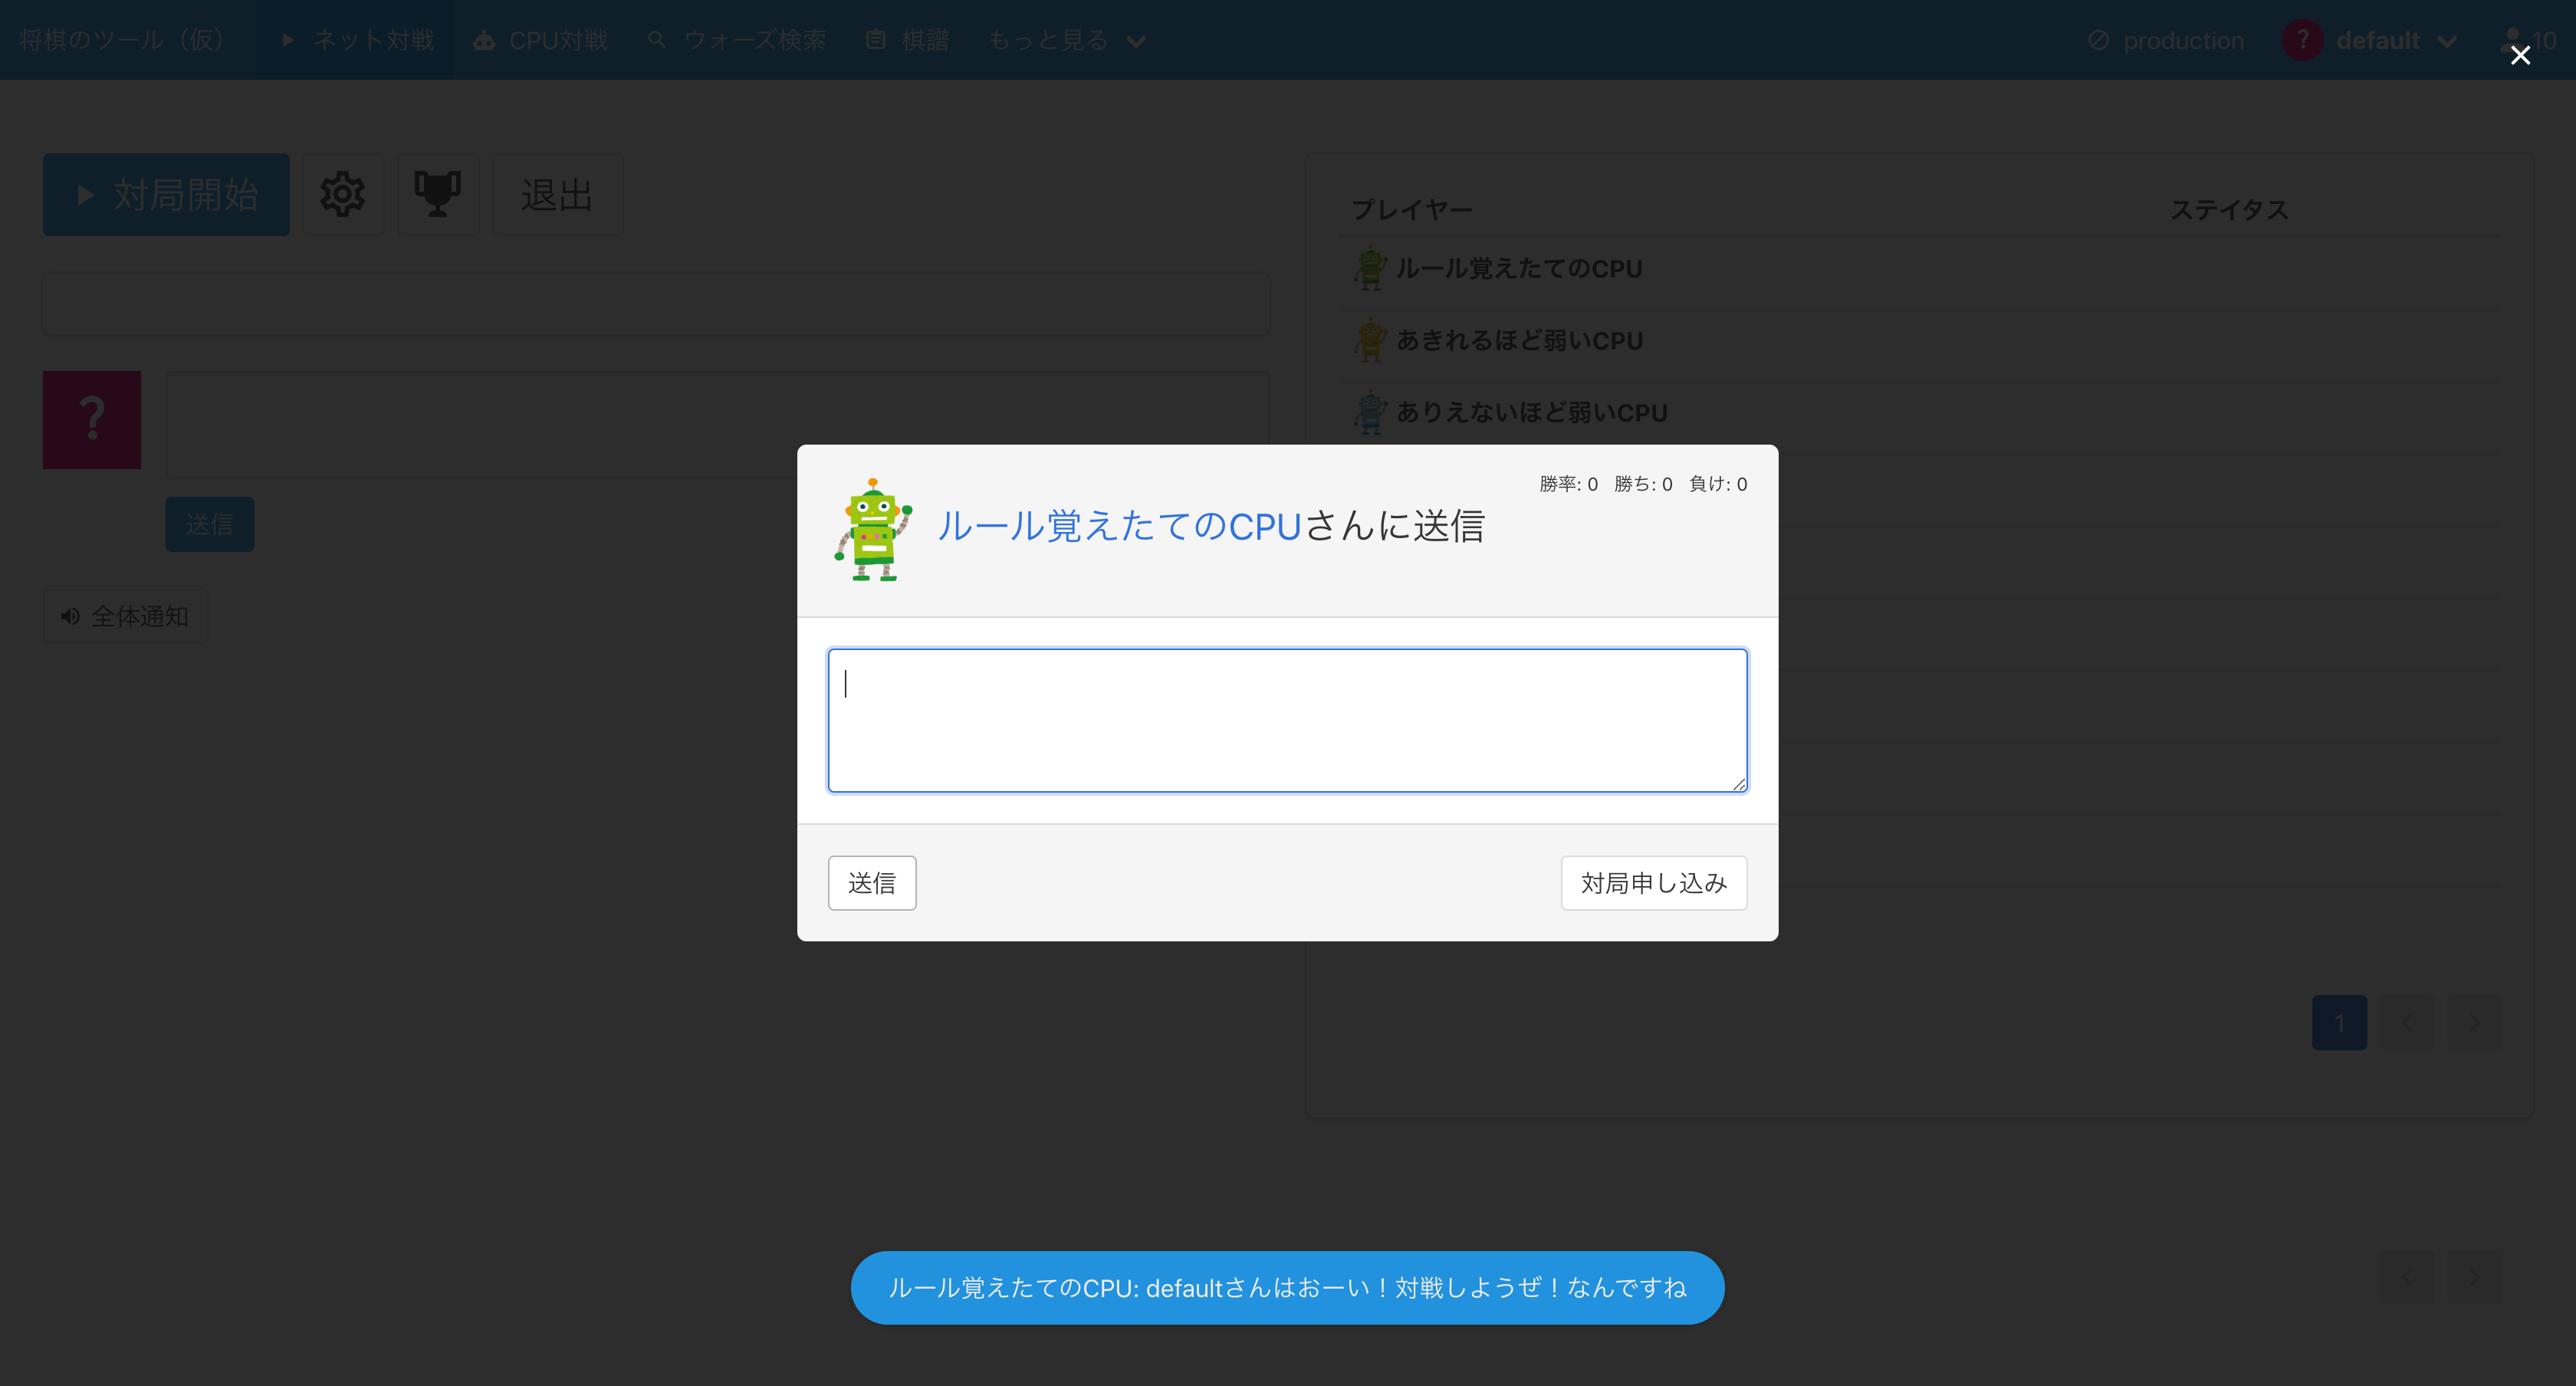 将棋のツール（仮） ネット対戦 CPU対戦 ウォーズ検索 棋譜 もっと見る production ? default 10
対局開始 退出
プレイヤー ステイタス
ルール覚えたてのCPU
あきれるほど弱いCPU
ありえないほど弱いCPU
?
送信
全体通知
勝率: 0 勝ち: 0 負け: 0
ルール覚えたてのCPUさんに送信
送信 対局申し込み
1
ルール覚えたてのCPU: defaultさんはおーい！対戦しようぜ！なんですね